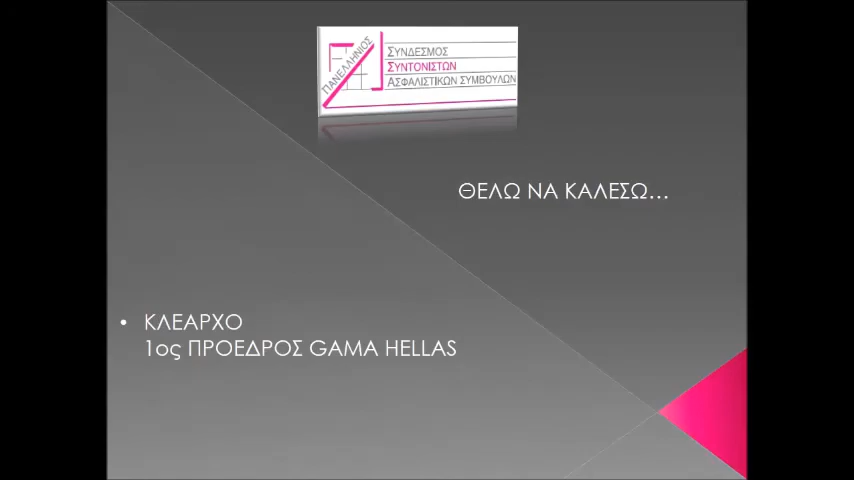 ΠΑΝΕΛΛΗΝΙΟΣ
ΣΥΝΔΕΣΜΟΣ
ΣΥΝΤΟΝΙΣΤΩΝ
ΑΣΦΑΛΙΣΤΙΚΩΝ ΣΥΜΒΟΥΛΩΝ
ΘΕΛΩ ΝΑ ΚΑΛΕΣΩ...
• ΚΛΕΑΡΧΟ
1ος ΠΡΟΕΔΡΟΣ GAMA HELLAS